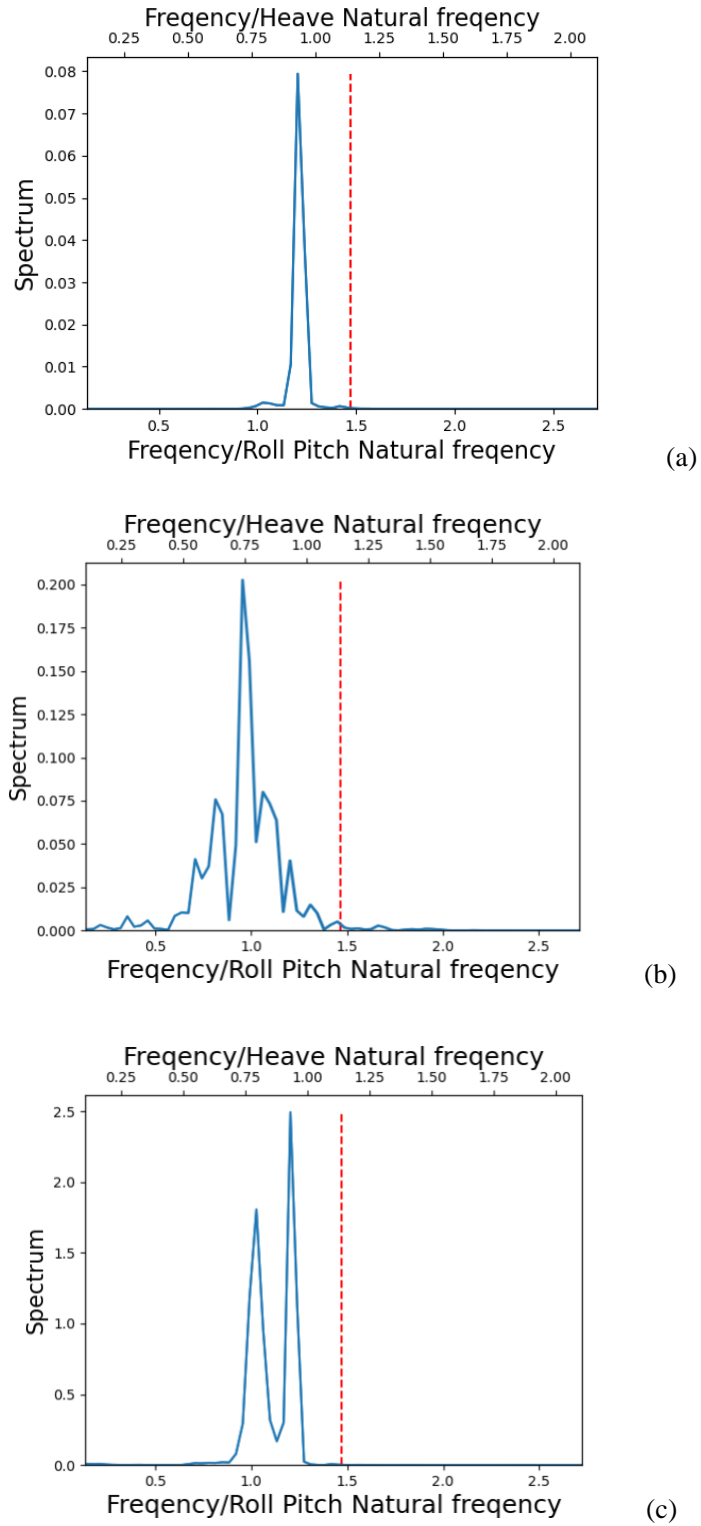 Freqency/Heave Natural freqency
0.25 0.50 0.75 1.00 1.25 1.50 1.75 2.00
0.08
0.07
0.06
0.05
0.04
0.03
0.02
0.01
0.00
Spectrum
0.5 1.0 1.5 2.0 2.5
Freqency/Roll Pitch Natural freqency
(a)
Freqency/Heave Natural freqency
0.25 0.50 0.75 1.00 1.25 1.50 1.75 2.00
0.200
0.175
0.150
0.125
0.100
0.075
0.050
0.025
0.000
Spectrum
0.5 1.0 1.5 2.0 2.5
Freqency/Roll Pitch Natural freqency
(b)
Freqency/Heave Natural freqency
0.25 0.50 0.75 1.00 1.25 1.50 1.75 2.00
2.5
2.0
1.5
1.0
0.5
0.0
Spectrum
0.5 1.0 1.5 2.0 2.5
Freqency/Roll Pitch Natural freqency
(c)